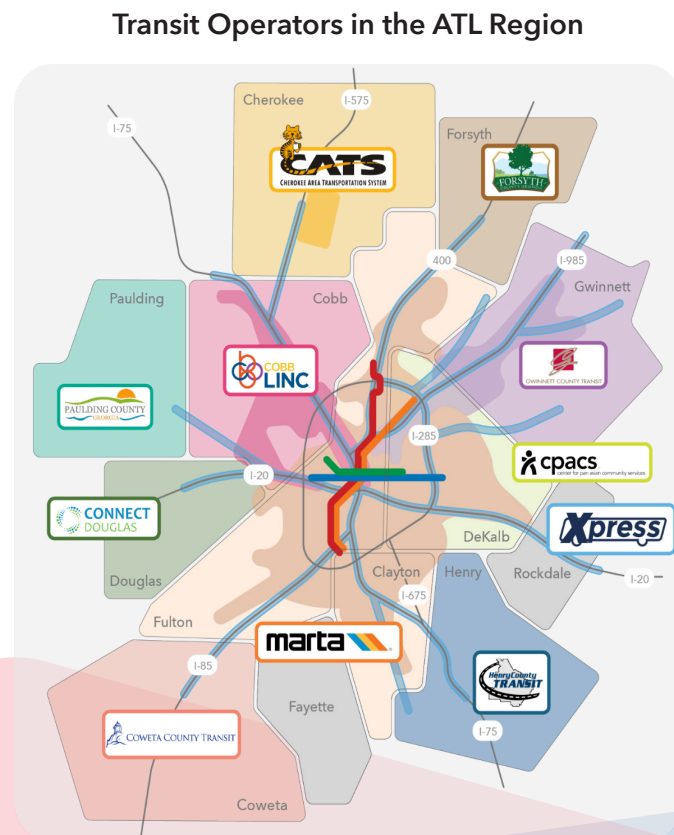 Transit Operators in the ATL Region
Cherokee
I-575
I-75
CATS
CHEROKEE AREA TRANSPORTATION SYSTEM
Forsyth
FORSYTH
400
I-985
Gwinnett
Paulding
Cobb
COBB
LINC
GWINNETT COUNTY TRANSIT
PAULDING COUNTY
GEORGIA
I-285
cpacs
center for pan asian community services
I-20
CONNECT
DOUGLAS
Xpress
DeKalb
Douglas
Clayton
Henry
Rockdale
I-20
I-675
Fulton
marta
I-85
Henry County
TRANSIT
Fayette
COWETA COUNTY TRANSIT
I-75
Coweta